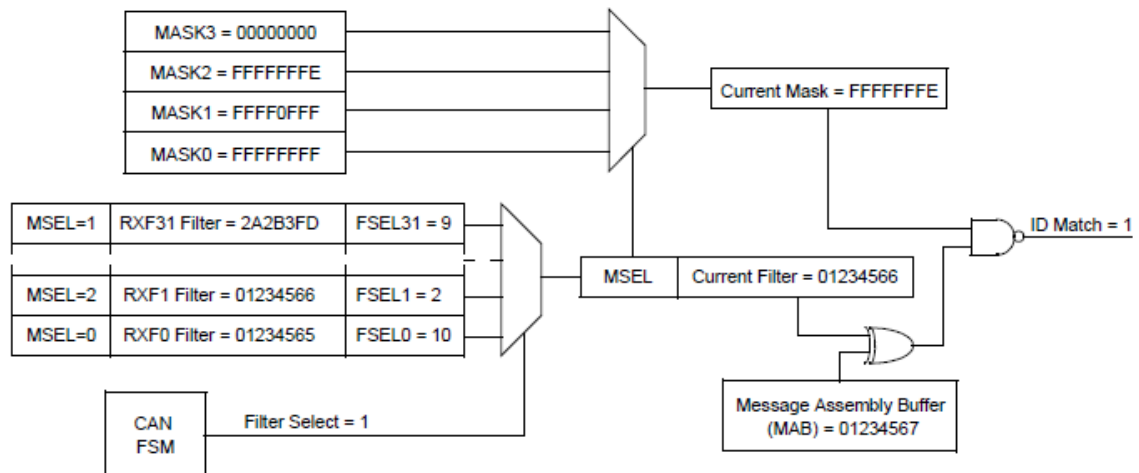 MASK3 = 00000000
MASK2 = FFFFFFFE
MASK1 = FFFF0FFF
MASK0 = FFFFFFFF
Current Mask = FFFFFFFE
MSEL=1 RXF31 Filter = 2A2B3FD FSEL31 = 9
ID Match = 1
MSEL Current Filter = 01234566
MSEL=2 RXF1 Filter = 01234566 FSEL1 = 2
MSEL=0 RXF0 Filter = 01234565 FSEL0 = 10
CAN
FSM
Filter Select = 1
Message Assembly Buffer
(MAB) = 01234567